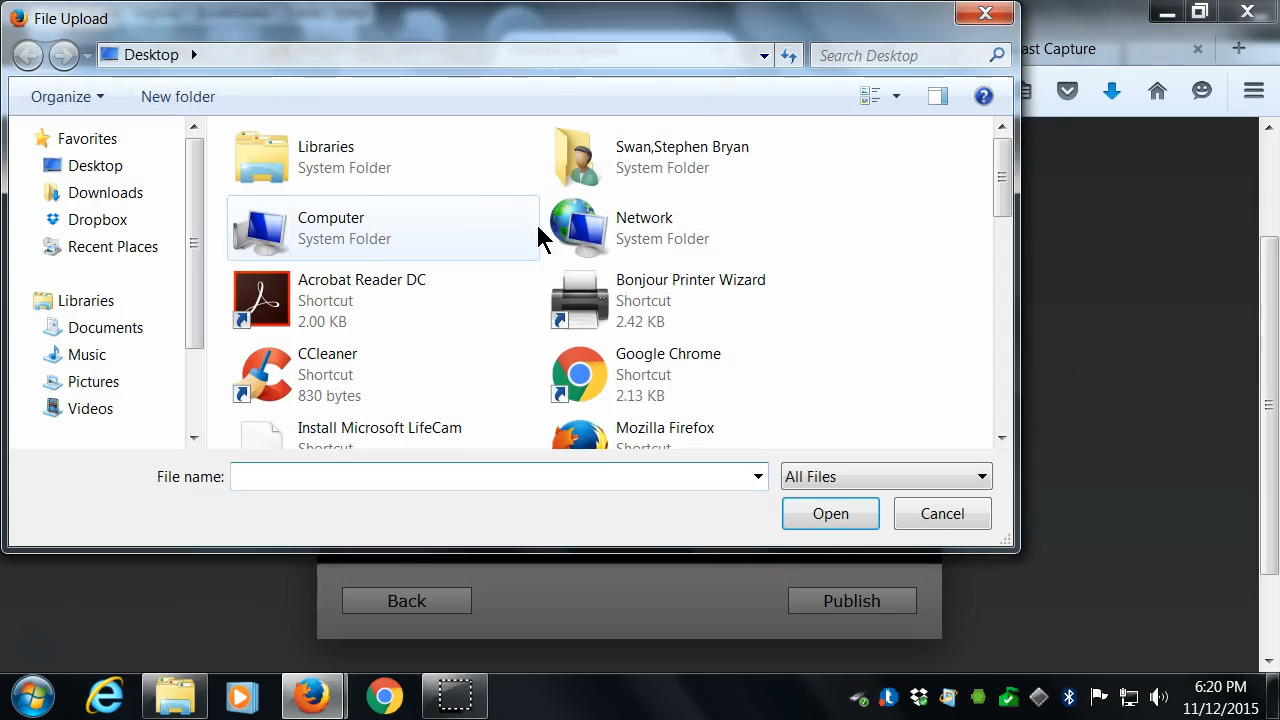 File Upload
Desktop
Search Desktop
ast Capture
Organize
New folder
Favorites
Desktop
Downloads
Dropbox
Recent Places
Libraries
Documents
Music
Pictures
Videos
Libraries
System Folder
Swan,Stephen Bryan
System Folder
Computer
System Folder
Network
System Folder
Acrobat Reader DC
Shortcut
2.00 KB
Bonjour Printer Wizard
Shortcut
2.42 KB
CCleaner
Shortcut
830 bytes
Google Chrome
Shortcut
2.13 KB
Install Microsoft LifeCam
Shortcut
Mozilla Firefox
Shortcut
File name:
All Files
Open
Cancel
Back
Publish
6:20 PM
11/12/2015